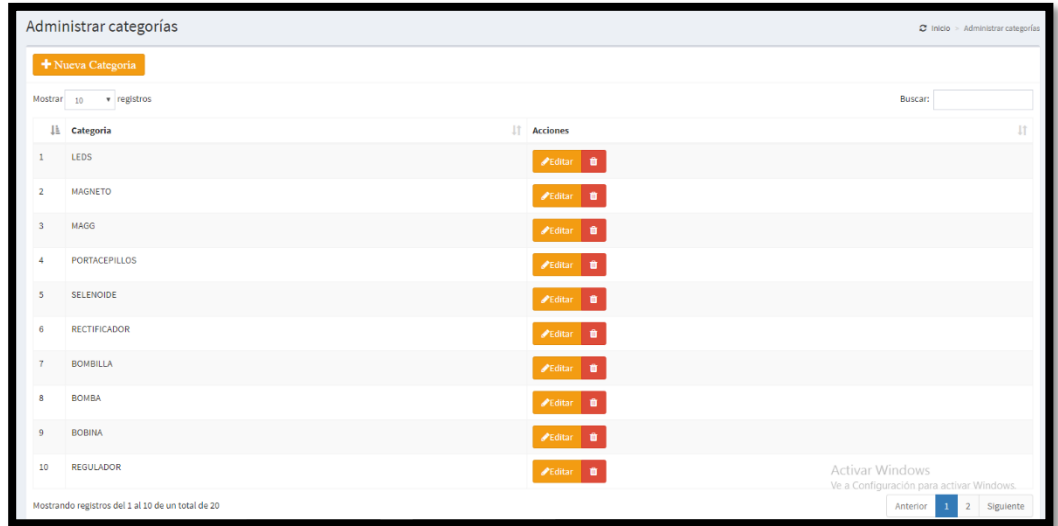 Administrar categorías
Inicio > Administrar categorías
Nueva Categoria
Mostrar 10 registros
Buscar:
Categoria Acciones
1 LEDS Editar
2 MAGNETO Editar
3 MAGG Editar
4 PORTACEPILLOS Editar
5 SELENOIDE Editar
6 RECTIFICADOR Editar
7 BOMBILLA Editar
8 BOMBA Editar
9 BOBINA Editar
10 REGULADOR Editar
Activar Windows
Ve a Configuración para activar Windows.
Mostrando registros del 1 al 10 de un total de 20
Anterior 1 2 Siguiente